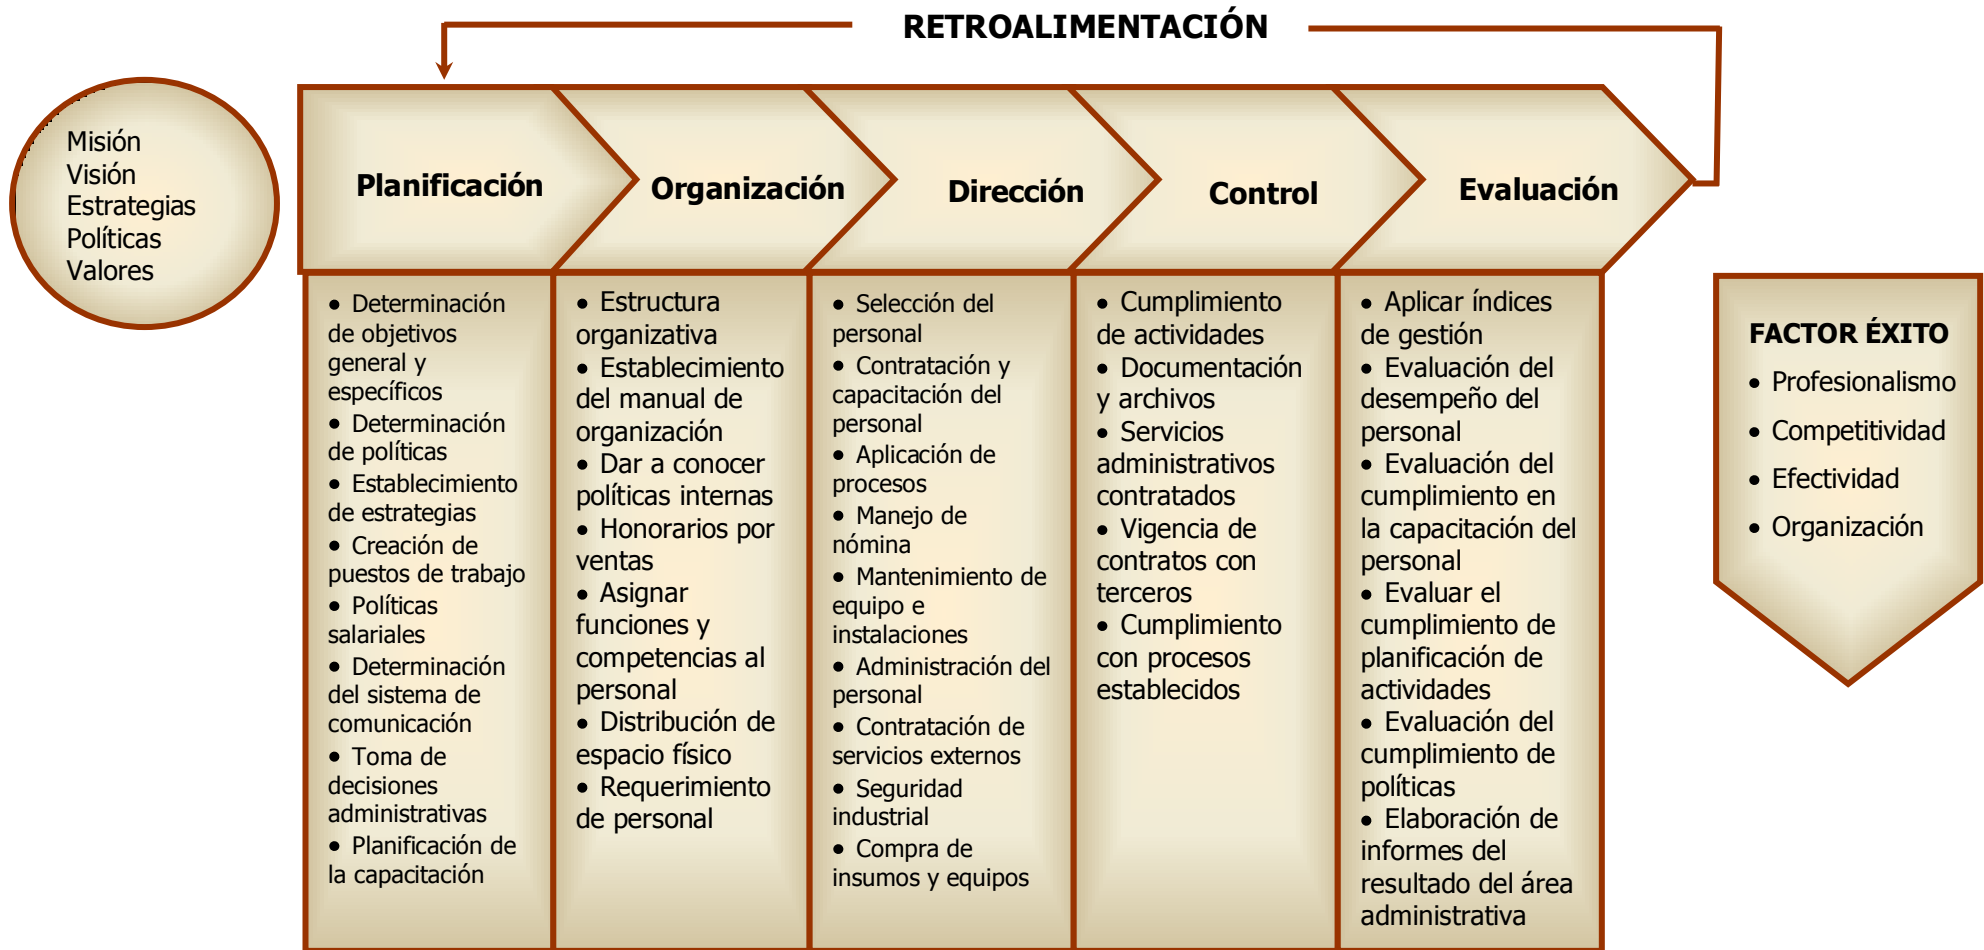 RETROALIMENTACIÓN
Misión
Visión
Estrategias
Políticas
Valores
Planificación
Organización
Dirección
Control
Evaluación
• Determinación
de objetivos
general y
específicos
• Determinación
de políticas
• Establecimiento
de estrategias
• Creación de
puestos de trabajo
• Políticas
salariales
• Determinación
del sistema de
comunicación
• Toma de
decisiones
administrativas
• Planificación de
la capacitación
• Estructura
organizativa
• Establecimiento
del manual de
organización
• Dar a conocer
políticas internas
• Honorarios por
ventas
• Asignar
funciones y
competencias al
personal
• Distribución de
espacio físico
• Requerimiento
de personal
• Selección del
personal
• Contratación y
capacitación del
personal
• Aplicación de
procesos
• Manejo de
nómina
• Mantenimiento de
equipo e
instalaciones
• Administración del
personal
• Contratación de
servicios externos
• Seguridad
industrial
• Compra de
insumos y equipos
• Cumplimiento
de actividades
• Documentación
y archivos
• Servicios
administrativos
contratados
• Vigencia de
contratos con
terceros
• Cumplimiento
con procesos
establecidos
• Aplicar índices
de gestión
• Evaluación del
desempeño del
personal
• Evaluación del
cumplimiento en
la capacitación del
personal
• Evaluar el
cumplimiento de
planificación de
actividades
• Evaluación del
cumplimiento de
políticas
• Elaboración de
informes del
resultado del área
administrativa
FACTOR ÉXITO
• Profesionalismo
• Competitividad
• Efectividad
• Organización